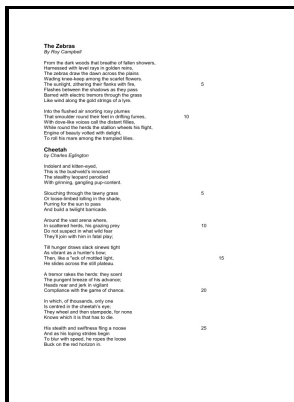 The Zebras
By Roy Campbell
From the dark woods that breathe of fallen showers,
Harnessed with level rays in golden reins,
The zebras draw the dawn across the plains
Wading knee-keep among the scarlet flowers.
The sunlight, zithering their flanks with fire, 5
Flashes between the shadows as they pass
Barred with electric tremors through the grass
Like wind along the gold strings of a lyre.
Into the flushed air snorting rosy plumes
That smoulder round their feet in drifting fumes, 10
With dove-like voices call the distant fillies,
While round the herds the stallion wheels his flight,
Engine of beauty volted with delight,
To roll his mare among the trampled lilies.
Cheetah
by Charles Eglington
Indolent and kitten-eyed,
This is the bushveld's innocent
The stealthy leopard parodied
With grinning, gangling pup-content.
Slouching through the tawny grass 5
Or loose-limbed lolling in the shade,
Purring for the sun to pass
And build a twilight barricade.
Around the vast arena where,
In scattered herds, his grazing prey 10
Do not suspect in what wild fear
They'll join with him in fatal play;
Till hunger draws slack sinews tight
As vibrant as a hunter's bow;
Then, like a "eck of mottled light, 15
He slides across the still plateau.
A tremor rakes the herds: they scent
The pungent breeze of his advance;
Heads rear and jerk in vigilant
Compliance with the game of chance. 20
In which, of thousands, only one
Is centred in the cheetah's eye;
They wheel and then stampede, for none
Knows which it is that has to die.
His stealth and swiftness fling a noose 25
And as his loping strides begin
To blur with speed, he ropes the loose
Buck on the red horizon in.